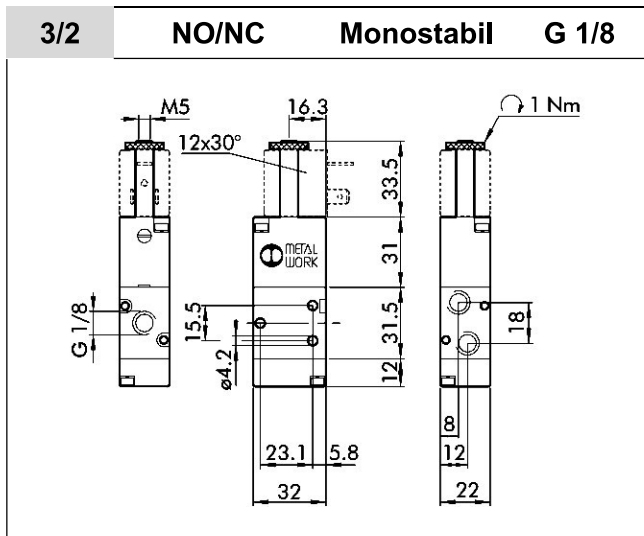 3/2 NO/NC Monostabil G 1/8
M5
16.3
1 Nm
12x30°
33.5
METAL
WORK
31
G 1/8
15.5
ø4.2
31.5
18
12
8
23.1
5.8
12
32
22